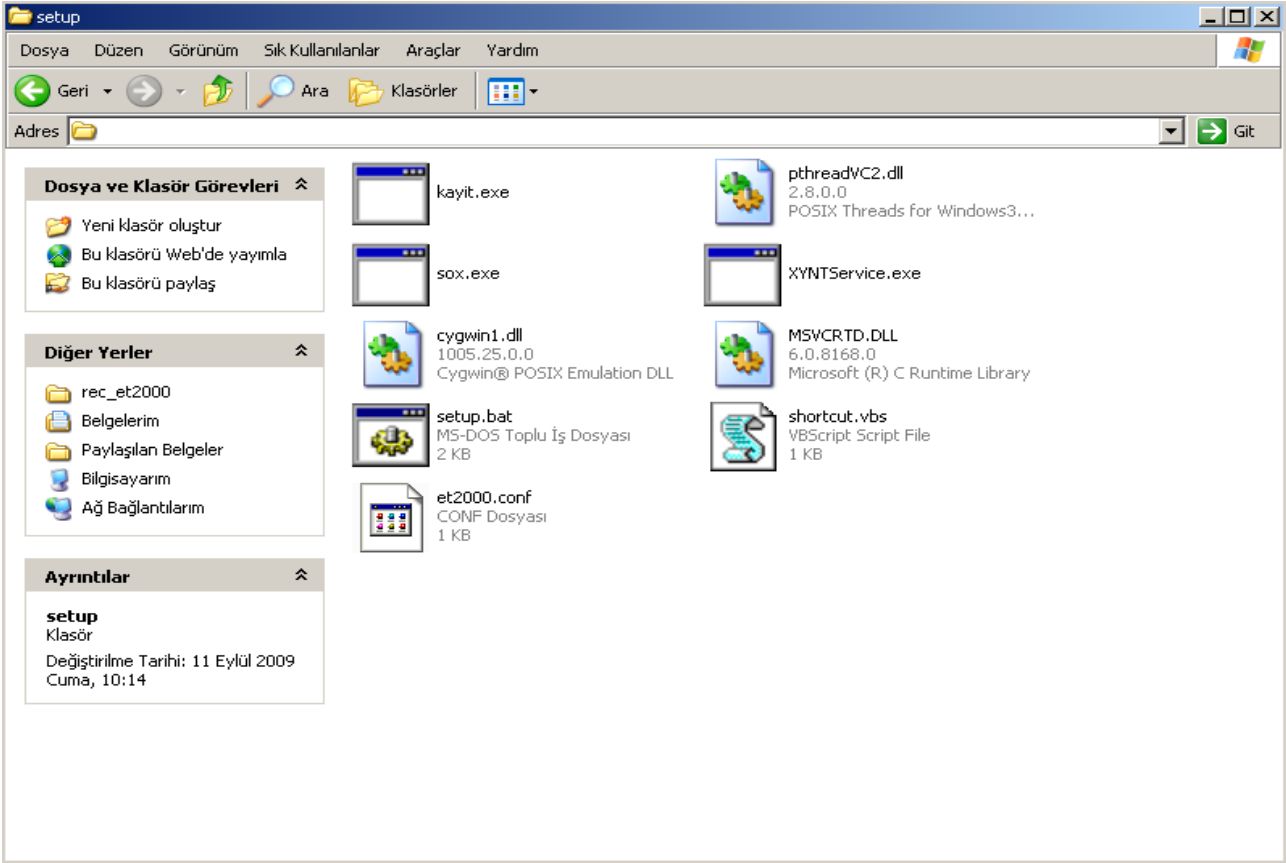 setup
Dosya Düzen Görünüm Sık Kullanılanlar Araçlar Yardım
Geri Ara Klasörler
Adres Git
Dosya ve Klasör Görevleri
Yeni klasör oluştur
Bu klasörü Web'de yayımla
Bu klasörü paylaş
Diğer Yerler
rec_et2000
Belgelerim
Paylaşılan Belgeler
Bilgisayarım
Ağ Bağlantılarım
Ayrıntılar
setup
Klasör
Değiştirilme Tarihi: 11 Eylül 2009
Cuma, 10:14
kayit.exe
pthreadVC2.dll
2.8.0.0
POSIX Threads for Windows3...
sox.exe
XYNTService.exe
cygwin1.dll
1005.25.0.0
Cygwin® POSIX Emulation DLL
MSVCRTD.DLL
6.0.8168.0
Microsoft (R) C Runtime Library
setup.bat
MS-DOS Toplu İş Dosyası
2 KB
shortcut.vbs
VBScript Script File
1 KB
et2000.conf
CONF Dosyası
1 KB